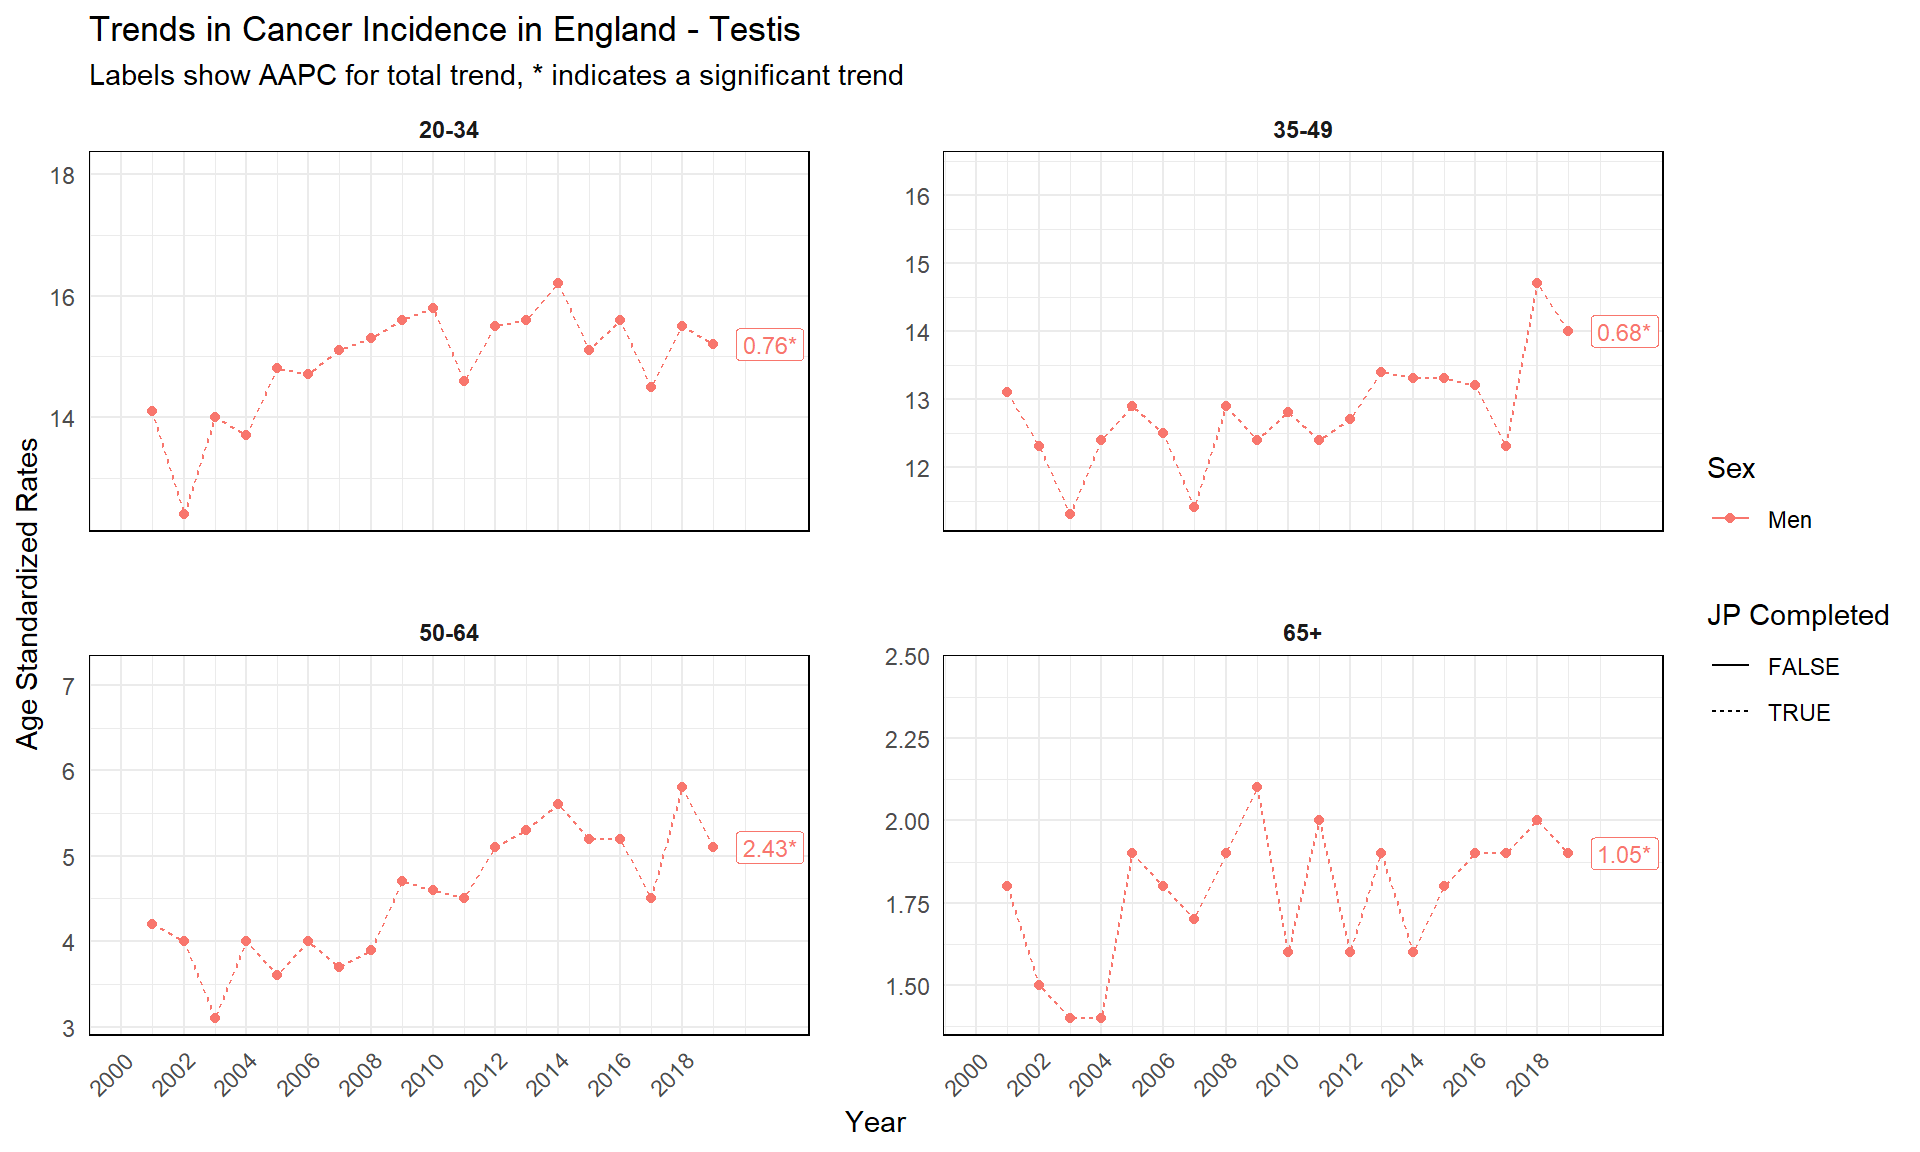 Trends in Cancer Incidence in England - Testis
Labels show AAPC for total trend, * indicates a significant trend
20-34
18
16
14
0.76*
35-49
16
15
14
13
12
0.68*
Age Standardized Rates
50-64
7
6
5
4
3
2.43*
2000 2002 2004 2006 2008 2010 2012 2014 2016 2018
65+
2.50
2.25
2.00
1.75
1.50
1.05*
2000 2002 2004 2006 2008 2010 2012 2014 2016 2018
Year
Sex
Men
JP Completed
FALSE
TRUE